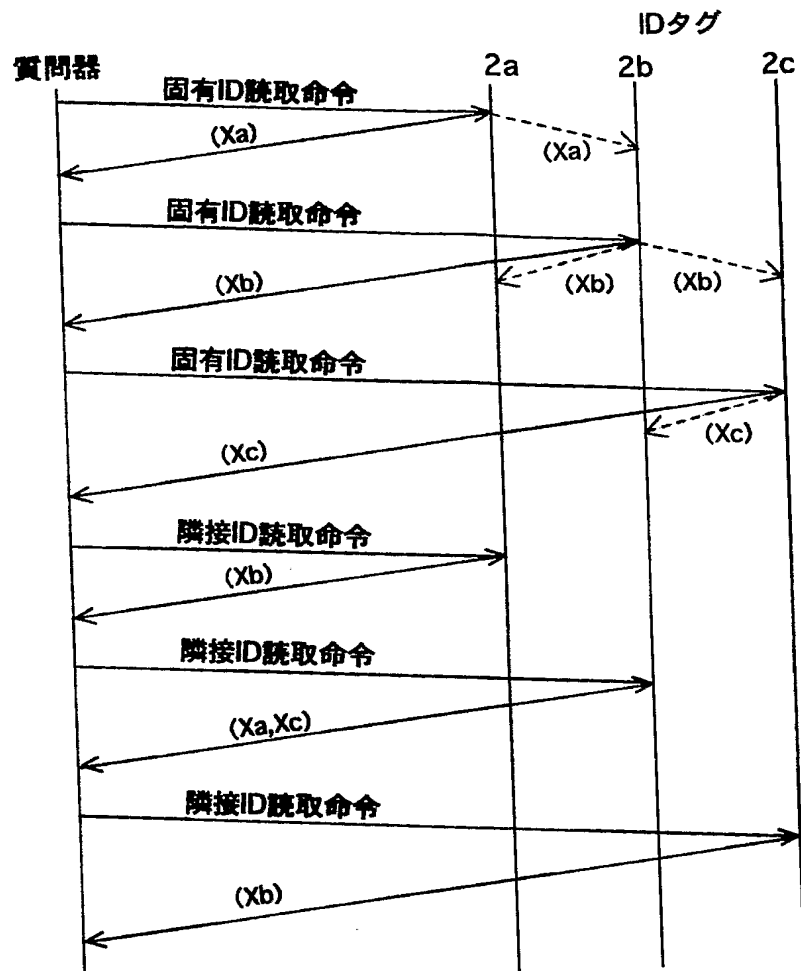 IDタグ
質問器
2a
2b
2c
固有ID読取命令
(Xa)
(Xa)
固有ID読取命令
(Xb)
(Xb)
(Xb)
固有ID読取命令
(Xc)
(Xc)
隣接ID読取命令
(Xb)
隣接ID読取命令
(Xa,Xc)
隣接ID読取命令
(Xb)